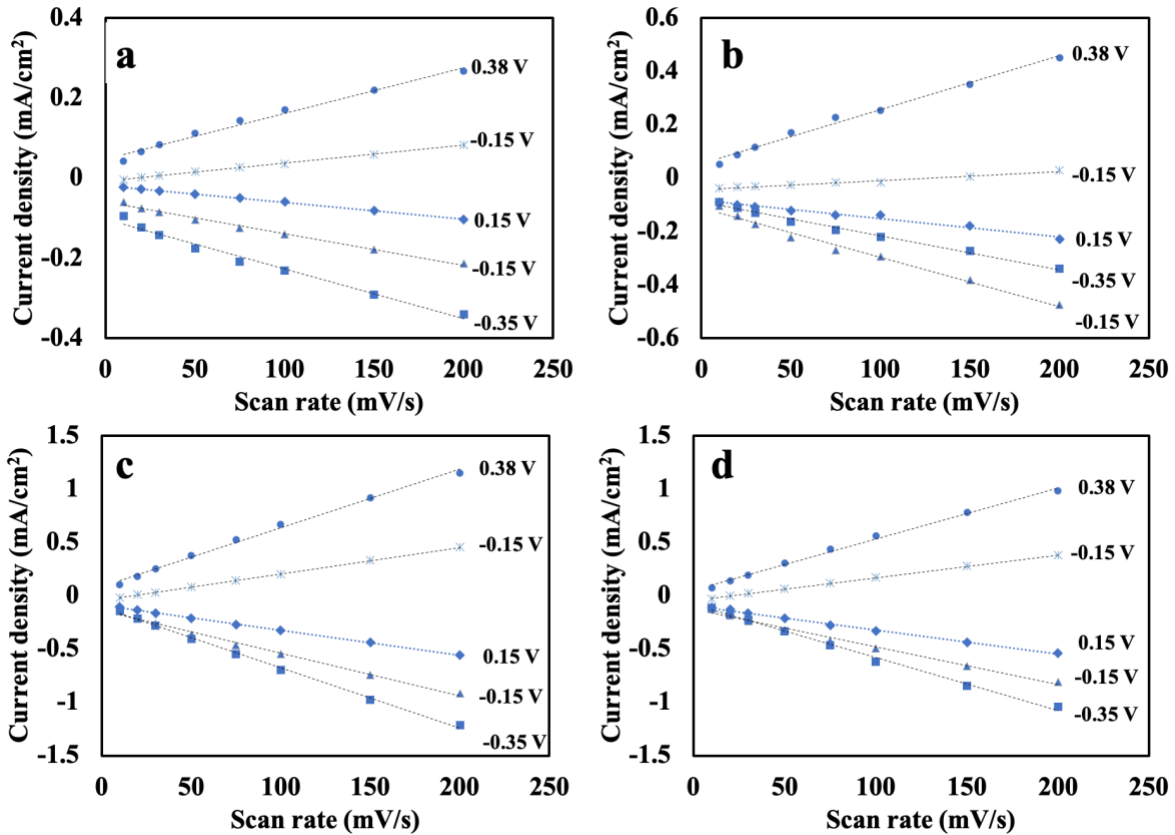 a
0.4
0.2
0
-0.2
-0.4
Current density (mA/cm²)
0.38 V
-0.15 V
0.15 V
-0.15 V
-0.35 V
0 50 100 150 200 250
Scan rate (mV/s)
b
0.6
0.4
0.2
0
-0.2
-0.4
-0.6
Current density (mA/cm²)
0.38 V
-0.15 V
0.15 V
-0.35 V
-0.15 V
0 50 100 150 200 250
Scan rate (mV/s)
c
1.5
1
0.5
0
-0.5
-1
-1.5
Current density (mA/cm²)
0.38 V
-0.15 V
0.15 V
-0.15 V
-0.35 V
0 50 100 150 200 250
Scan rate (mV/s)
d
1.5
1
0.5
0
-0.5
-1
-1.5
Current density (mA/cm²)
0.38 V
-0.15 V
0.15 V
-0.15 V
-0.35 V
0 50 100 150 200 250
Scan rate (mV/s)